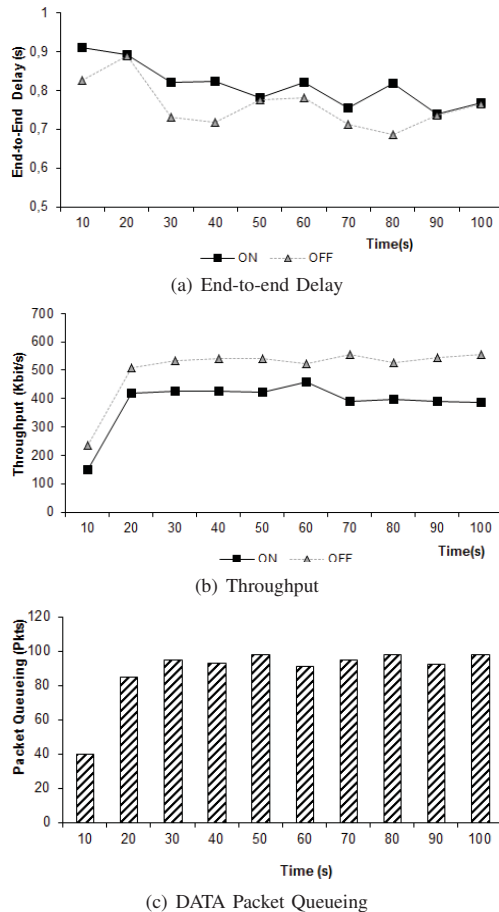 1
0,9
0,8
0,7
0,6
0,5
End-to-End Delay (s)
10 20 30 40 50 60 70 80 90 100
Time(s)
ON OFF
(a) End-to-end Delay
700
600
500
400
300
200
100
0
Throughput (Kbit/s)
10 20 30 40 50 60 70 80 90 100
Time(s)
ON OFF
(b) Throughput
120
100
80
60
40
20
0
Packet Queueing (Pkts)
10 20 30 40 50 60 70 80 90 100
Time (s)
(c) DATA Packet Queueing